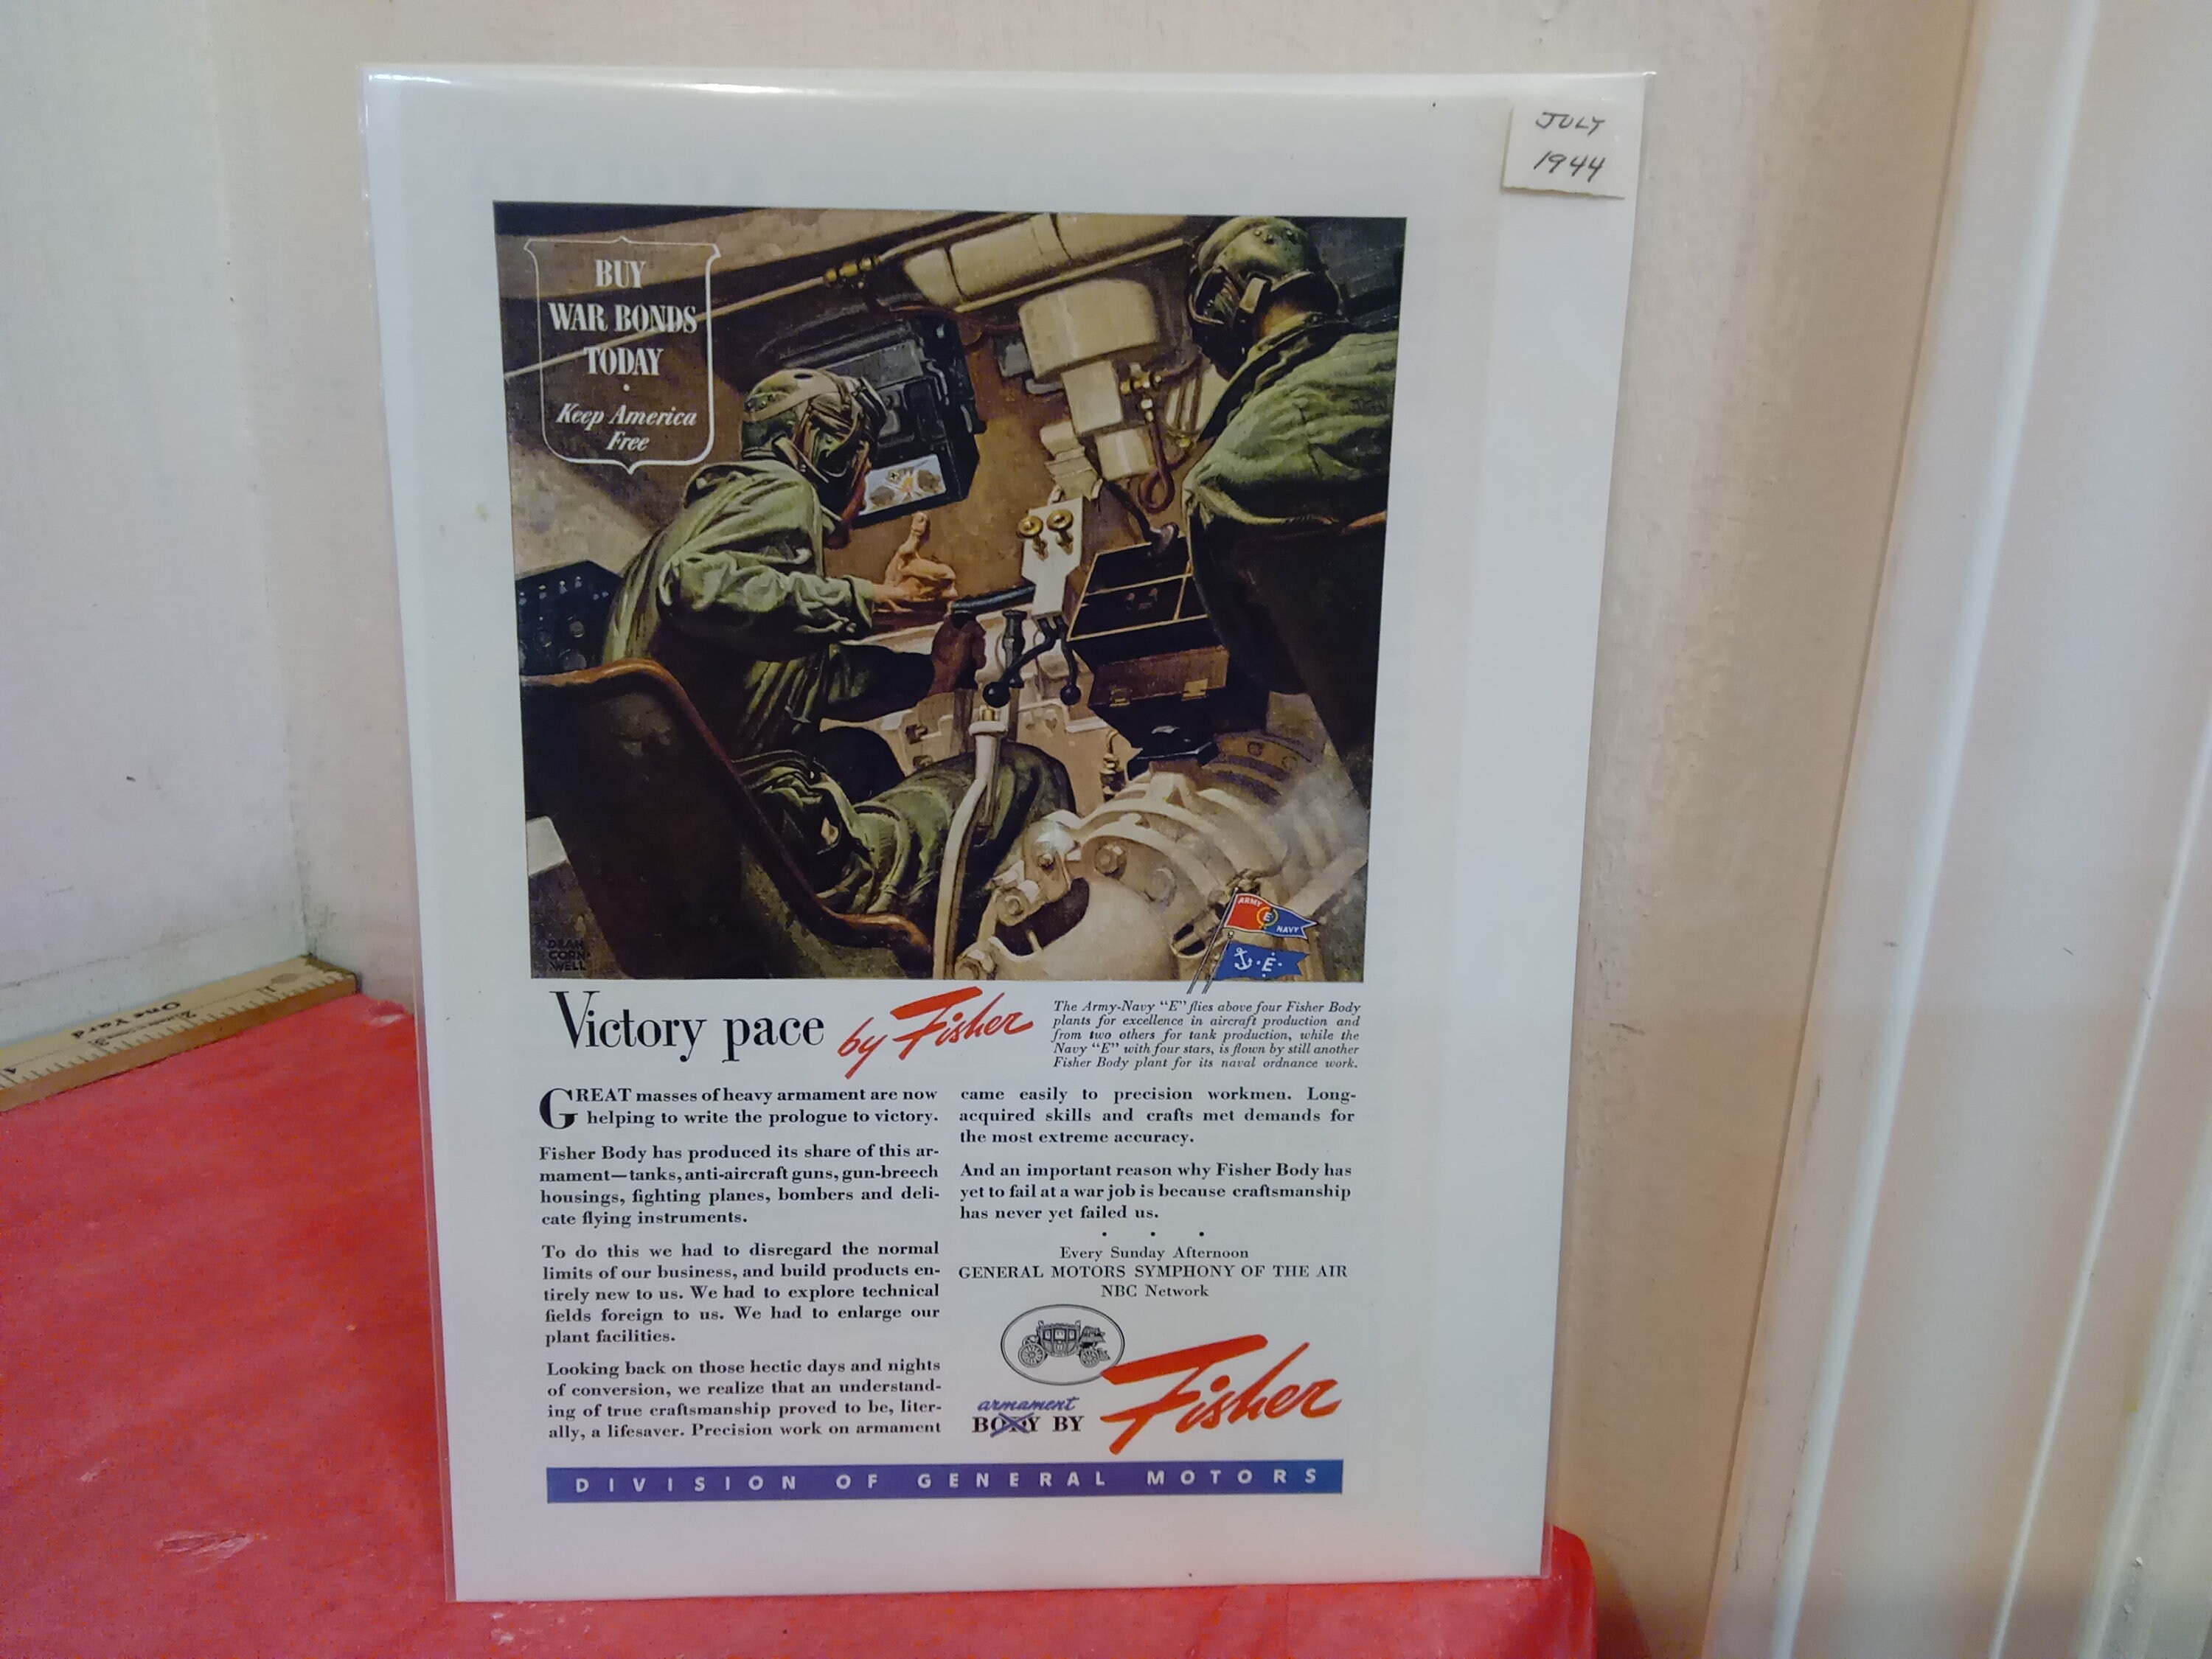 JULY
1944
BUY
WAR BONDS
TODAY
•
Keep America
Free
DEAN
CORN-
WELL
ARMY
E
NAVY
E
Victory pace by Fisher
The Army-Navy "E" flies above four Fisher Body
plants for excellence in aircraft production and
from two others for tank production, while the
Navy "E" with four stars, is flown by still another
Fisher Body plant for its naval ordnance work.
GREAT masses of heavy armament are now
helping to write the prologue to victory.
Fisher Body has produced its share of this ar-
mament—tanks, anti-aircraft guns, gun-breech
housings, fighting planes, bombers and deli-
cate flying instruments.
To do this we had to disregard the normal
limits of our business, and build products en-
tirely new to us. We had to explore technical
fields foreign to us. We had to enlarge our
plant facilities.
Looking back on those hectic days and nights
of conversion, we realize that an understand-
ing of true craftsmanship proved to be, liter-
ally, a lifesaver. Precision work on armament
came easily to precision workmen. Long-
acquired skills and crafts met demands for
the most extreme accuracy.
And an important reason why Fisher Body has
yet to fail at a war job is because craftsmanship
has never yet failed us.
• • •
Every Sunday Afternoon
GENERAL MOTORS SYMPHONY OF THE AIR
NBC Network
armament
BODY BY Fisher
DIVISION OF GENERAL MOTORS
One Yard
1
2
3
4